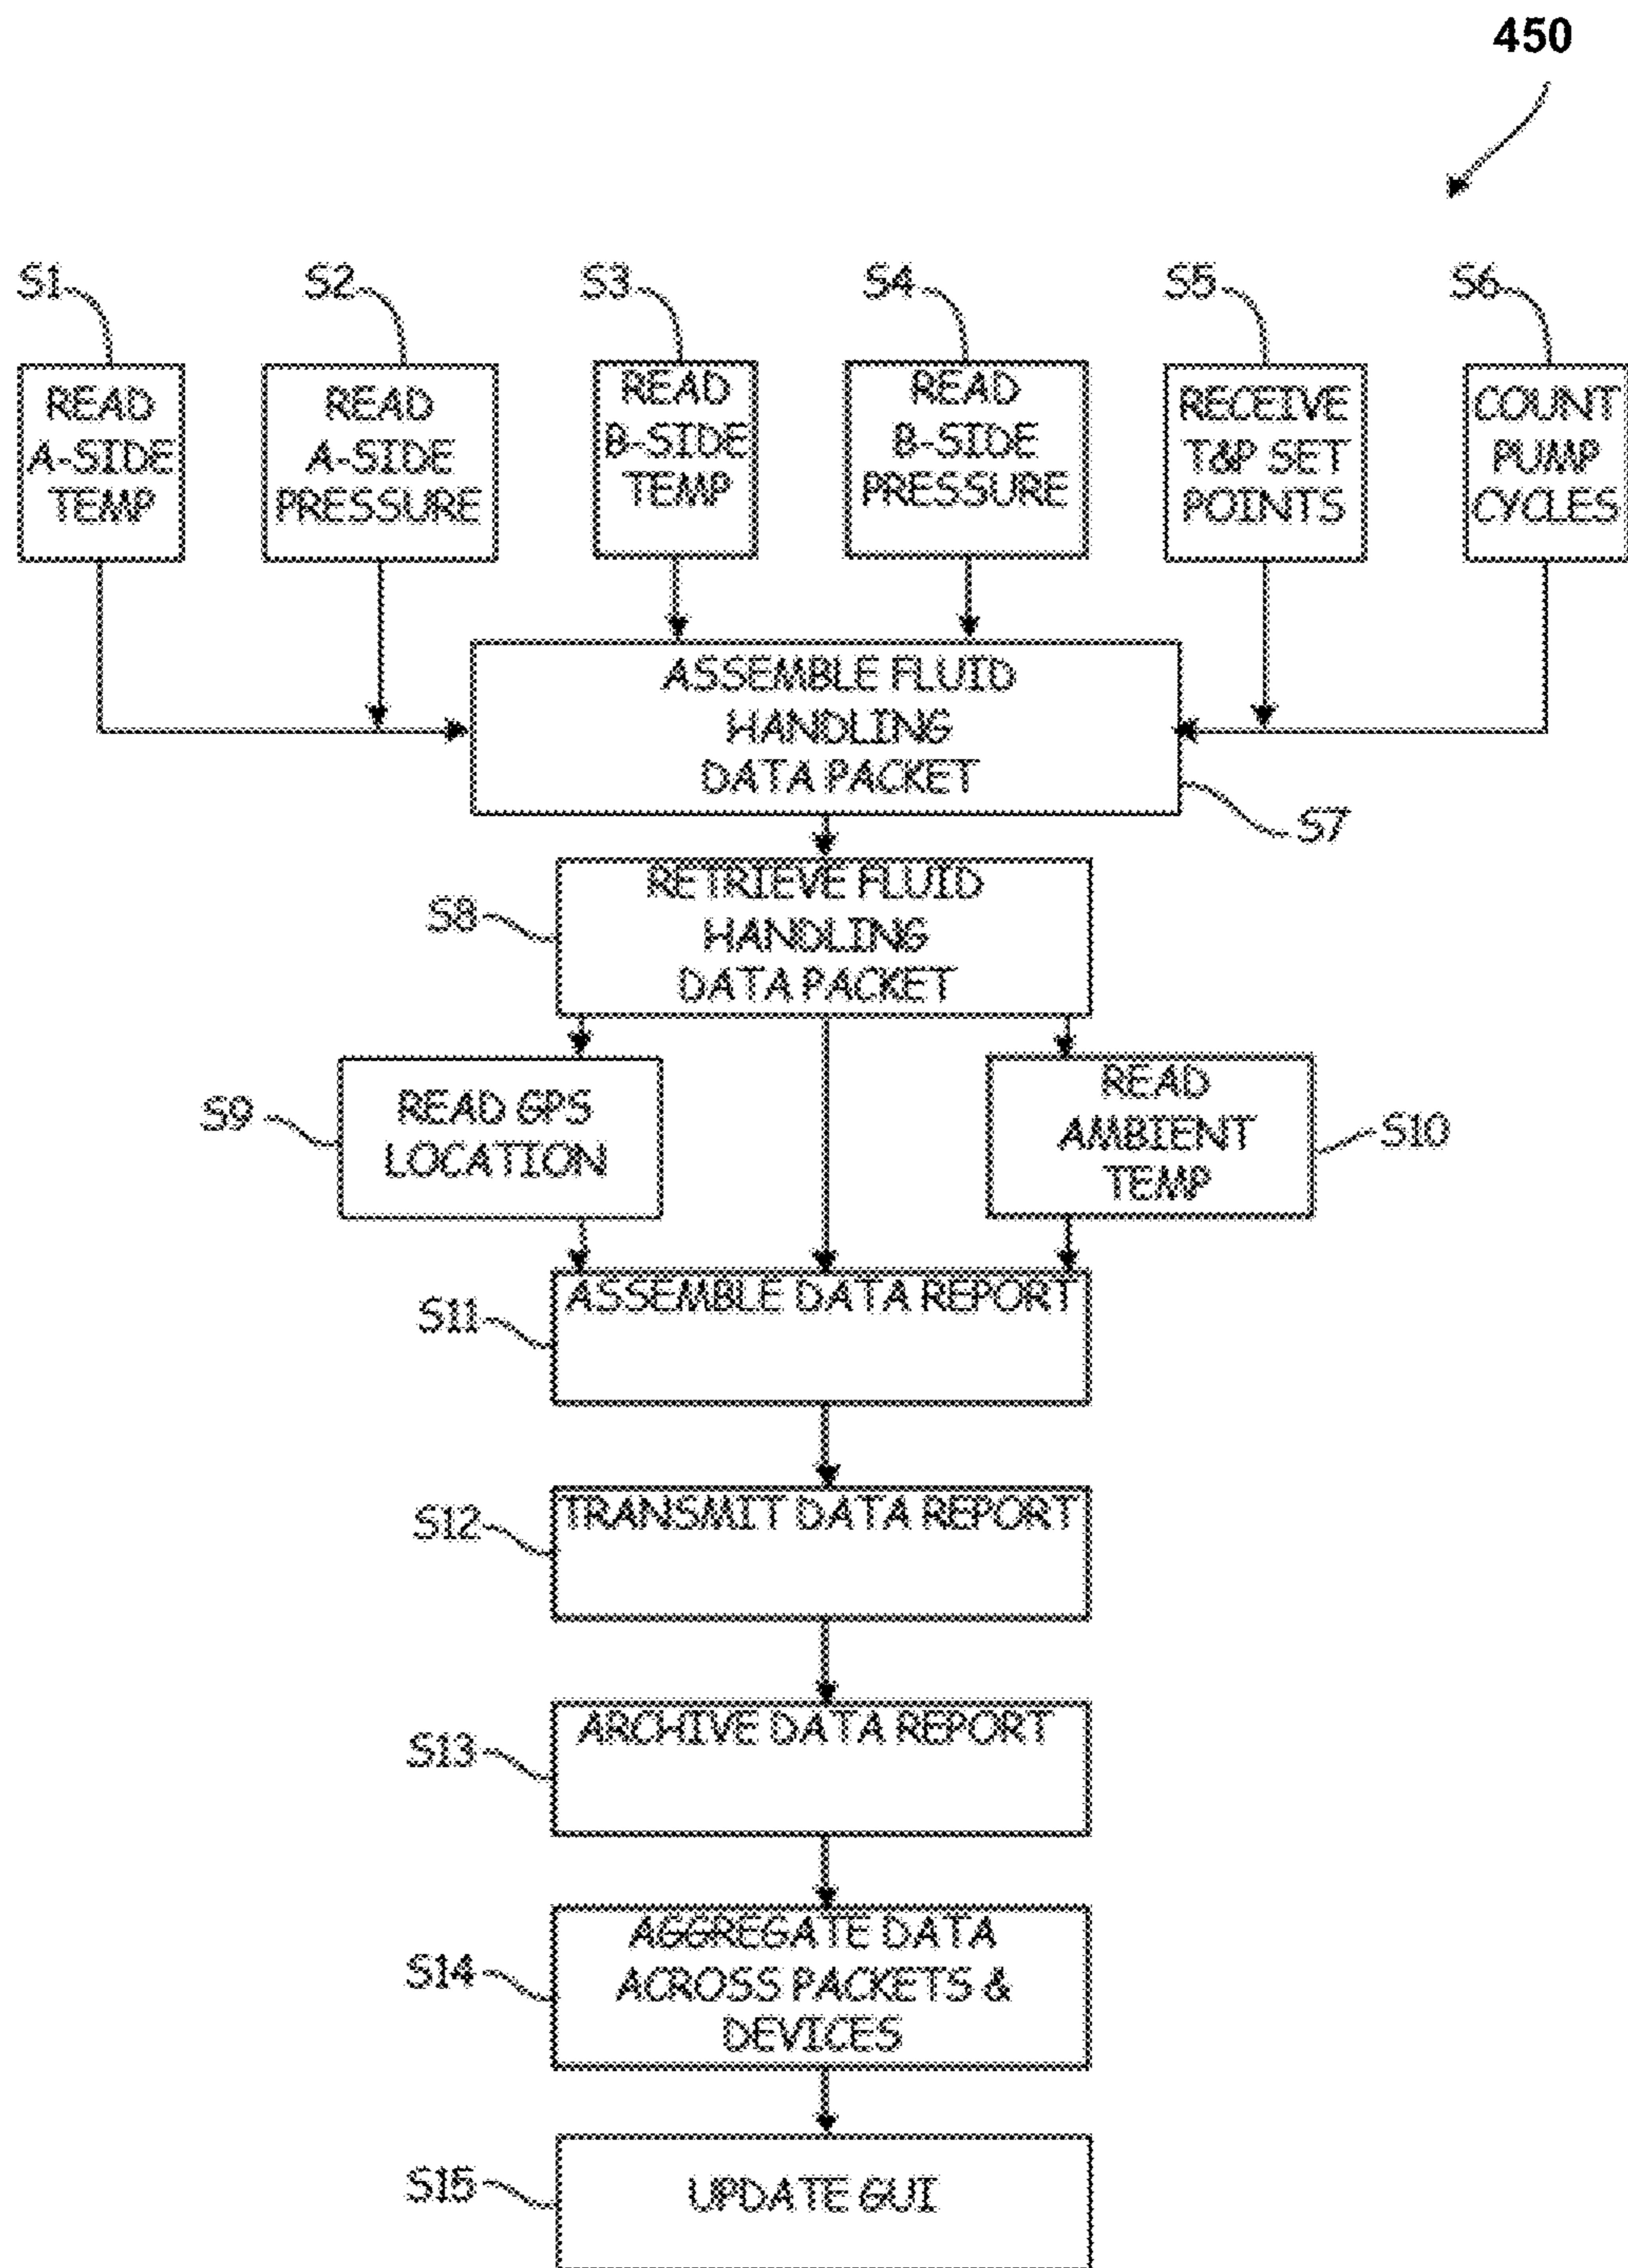 450
S1
S2
S3
S4
S5
S6
READ
A-SIDE
TEMP
READ
A-SIDE
PRESSURE
READ
B-SIDE
TEMP
READ
B-SIDE
PRESSURE
RECEIVE
T&P SET
POINTS
COUNT
PUMP
CYCLES
ASSEMBLE FLUID
HANDLING
DATA PACKET
S7
S8
RETRIEVE FLUID
HANDLING
DATA PACKET
S9
READ GPS
LOCATION
READ
AMBIENT
TEMP
S10
S11
ASSEMBLE DATA REPORT
S12
TRANSMIT DATA REPORT
S13
ARCHIVE DATA REPORT
S14
AGGREGATE DATA
ACROSS PACKETS &
DEVICES
S15
UPDATE GUI